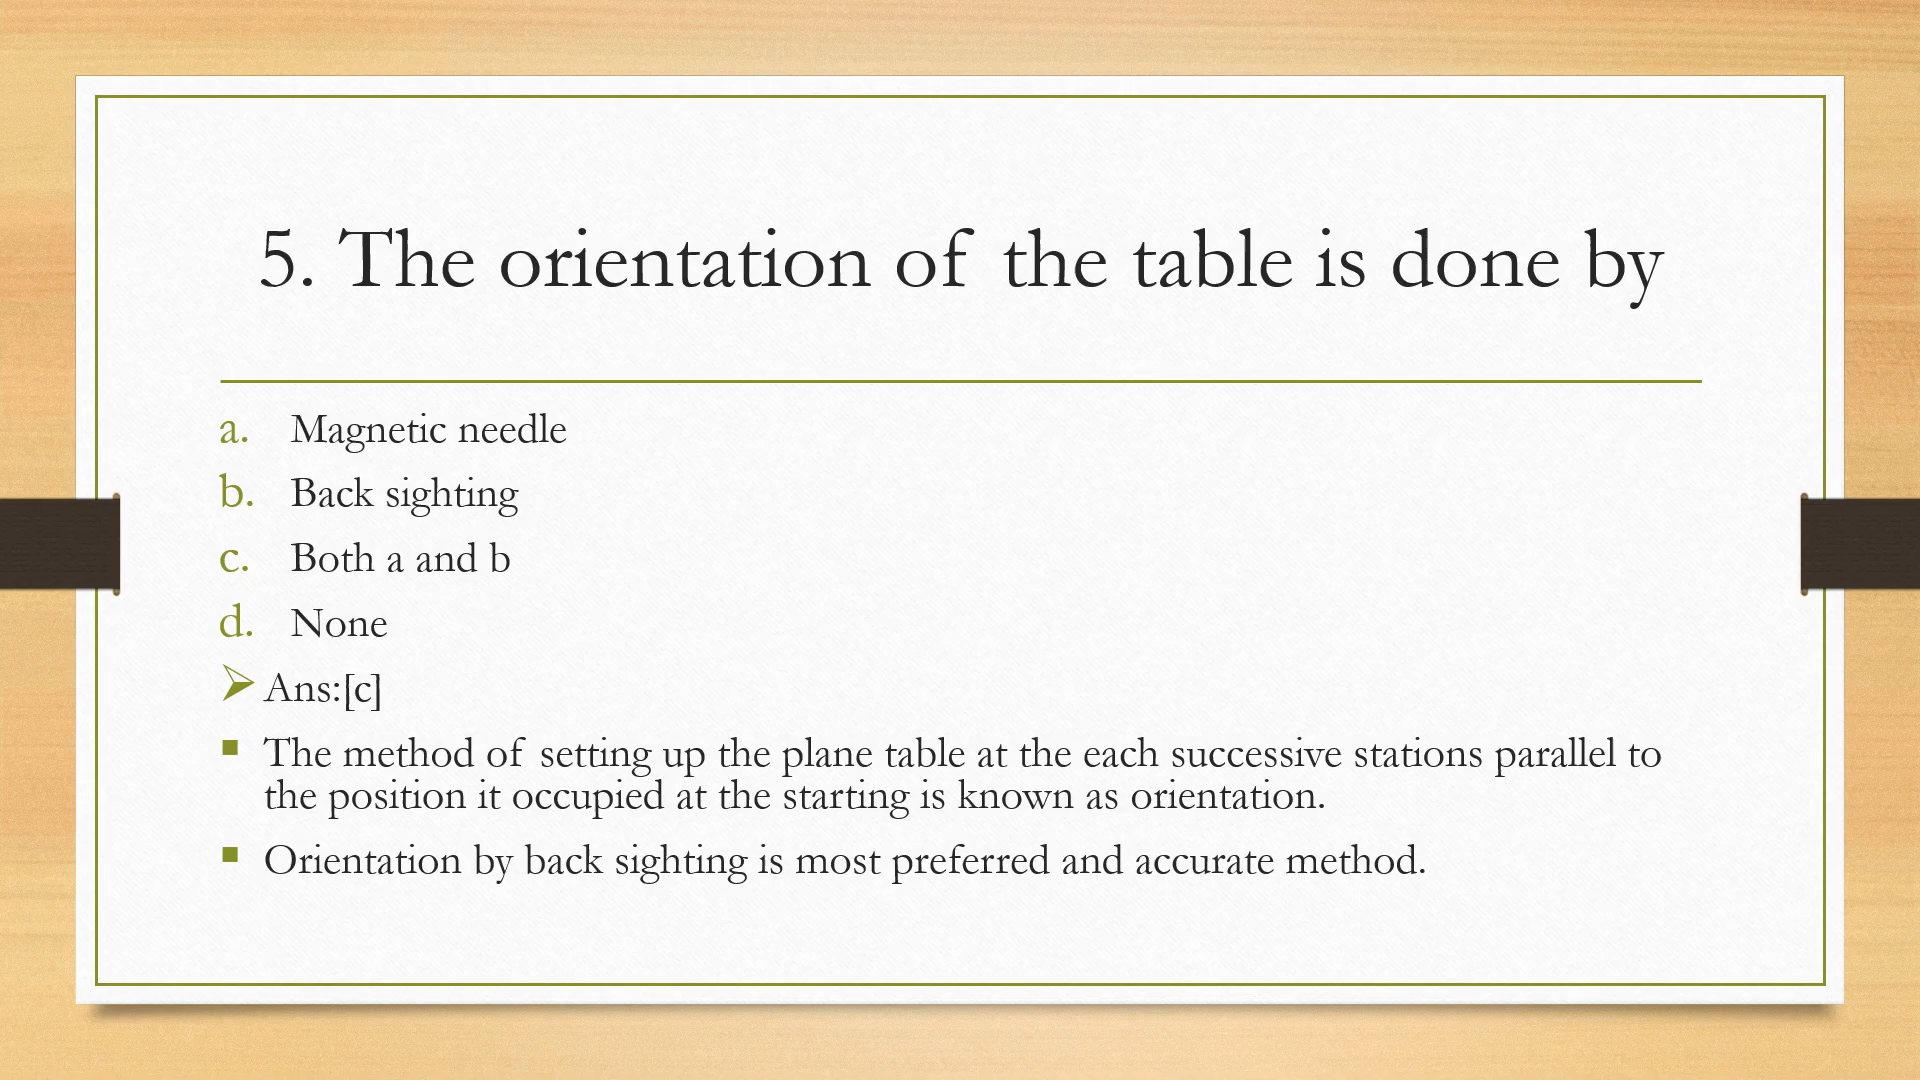 5. The orientation of the table is done by
a. Magnetic needle
b. Back sighting
c. Both a and b
d. None
Ans:[c]
The method of setting up the plane table at the each successive stations parallel to
the position it occupied at the starting is known as orientation.
Orientation by back sighting is most preferred and accurate method.